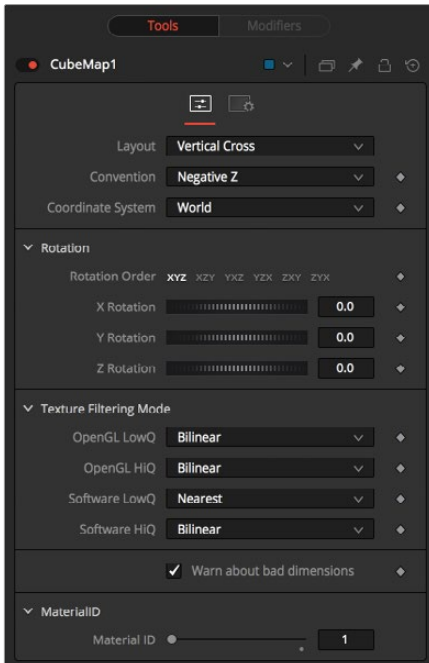 Tools Modifiers
CubeMap1
Layout Vertical Cross
Convention Negative Z
Coordinate System World
Rotation
Rotation Order XYZ XZY YXZ YZX ZXY ZYX
X Rotation 0.0
Y Rotation 0.0
Z Rotation 0.0
Texture Filtering Mode
OpenGL LowQ Bilinear
OpenGL HiQ Bilinear
Software LowQ Nearest
Software HiQ Bilinear
Warn about bad dimensions
MaterialID
Material ID 1